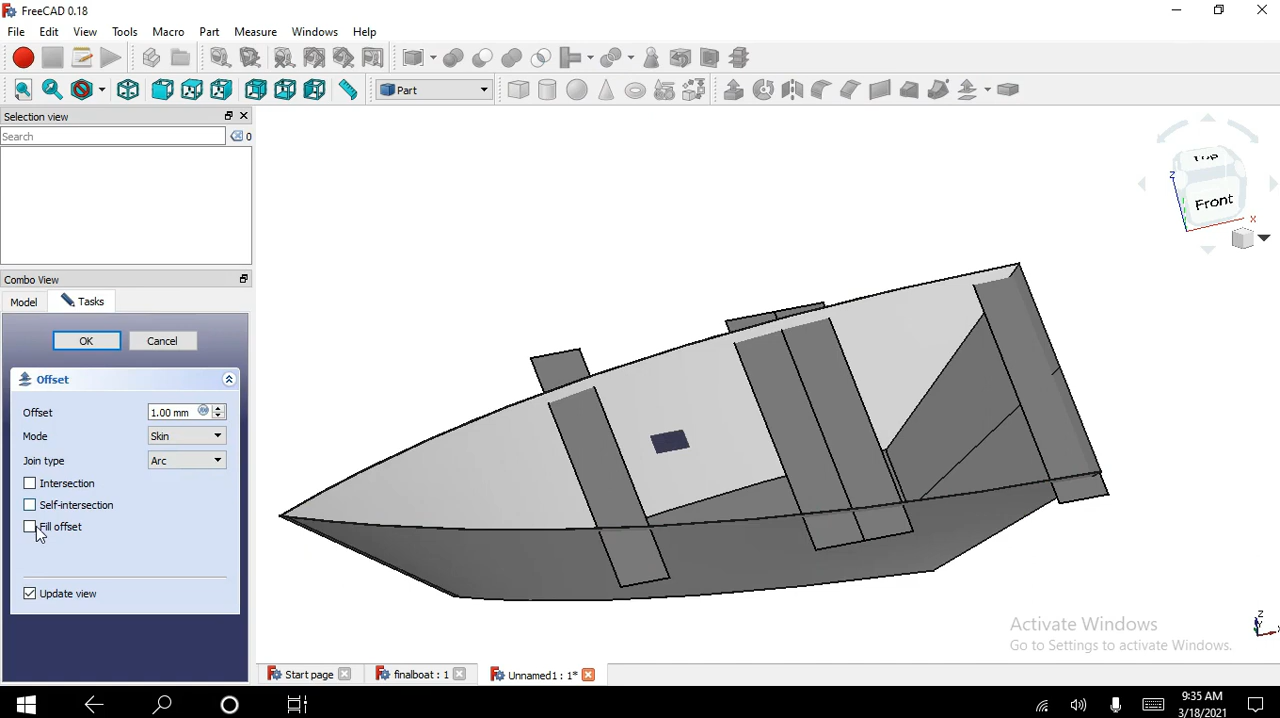 FreeCAD 0.18
File Edit View Tools Macro Part Measure Windows Help
Part
Selection view
Search
0
Combo View
Model Tasks
OK Cancel
Offset
Offset 1.00 mm
Mode Skin
Join type Arc
Intersection
Self-intersection
Fill offset
Update view
Top
Front
Z
X
Activate Windows
Go to Settings to activate Windows.
Z
Y
Start page finalboat : 1 Unnamed1 : 1*
9:35 AM
3/18/2021